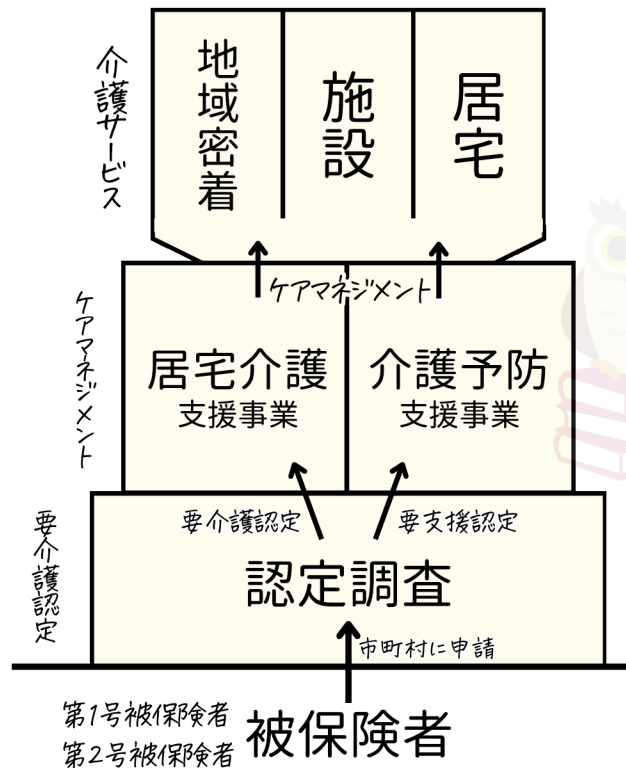 介護サービス
地域密着
施設
居宅
ケアマネジメント
ケアマネジメント
居宅介護
支援事業
介護予防
支援事業
要介護認定
要介護認定
要支援認定
認定調査
市町村に申請
第1号被保険者
第2号被保険者
被保険者